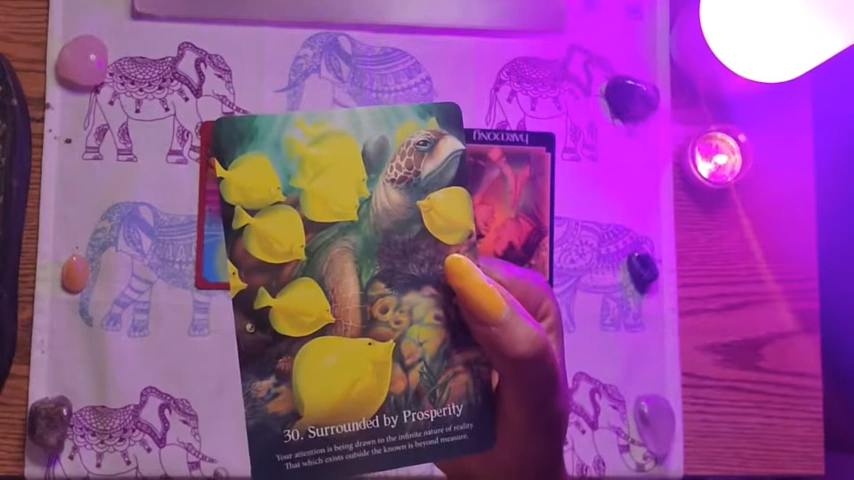 HARMONY
30. Surrounded by Prosperity
Your attention is being drawn to the infinite nature of reality.
That which exists outside the known is beyond measure.